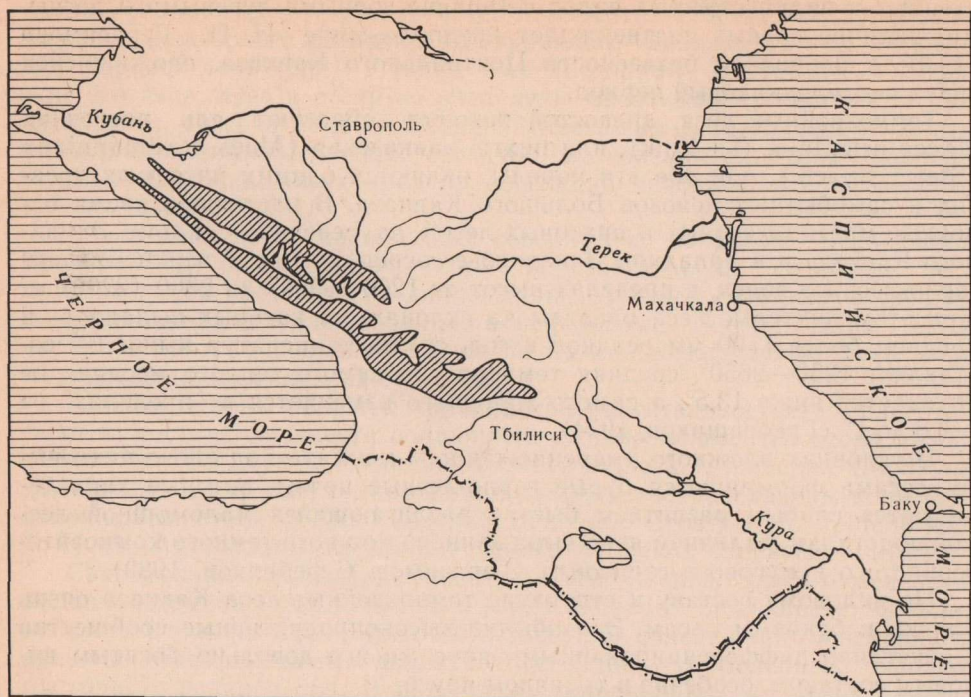 Кубань
Ставрополь
Терек
Махачкала
КАСПИЙСКОЕ МОРЕ
ЧЕРНОЕ МОРЕ
Тбилиси
Кура
Баку